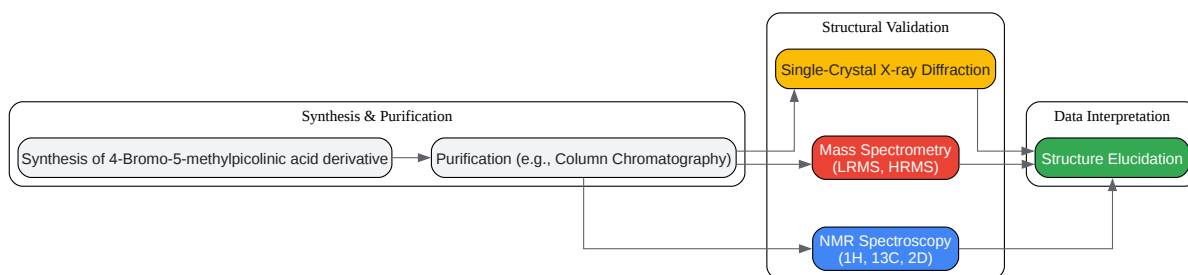 Structural Validation
Single-Crystal X-ray Diffraction
Synthesis & Purification
Data Interpretation
Synthesis of 4-Bromo-5-methylpicolinic acid derivative
Purification (e.g., Column Chromatography)
Mass Spectrometry
(LRMS, HRMS)
Structure Elucidation
NMR Spectroscopy
(1H, 13C, 2D)